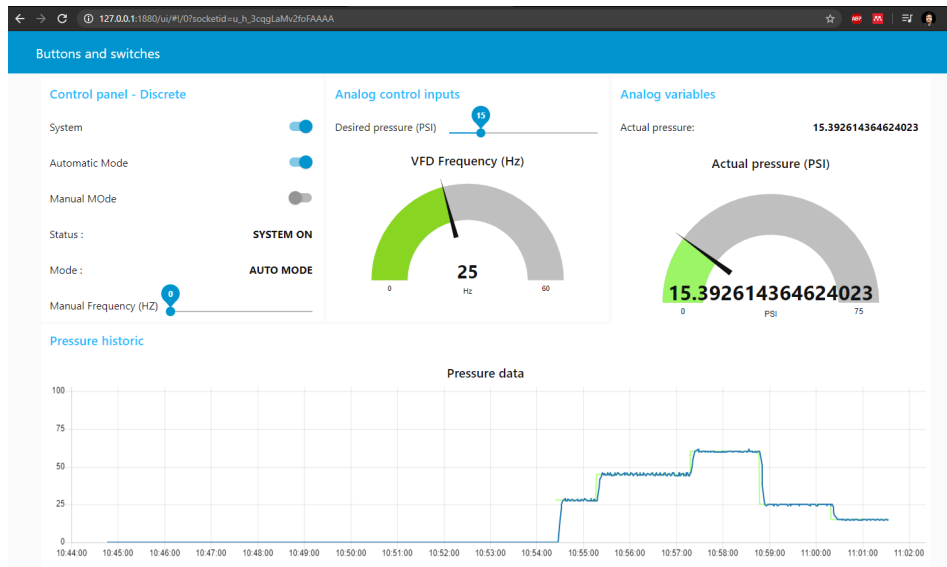 127.0.0.1:1880/ui/#!/0?socketid=u_h_3cqgLaMv2foFAAAA
ABP
Buttons and switches
Control panel - Discrete
System
Automatic Mode
Manual MOde
Status : SYSTEM ON
Mode : AUTO MODE
0
Manual Frequency (HZ)
Analog control inputs
15
Desired pressure (PSI)
VFD Frequency (Hz)
25
0 Hz 60
Analog variables
Actual pressure: 15.392614364624023
Actual pressure (PSI)
15.392614364624023
0 PSI 75
Pressure historic
Pressure data
100
75
50
25
0
10:44:00 10:45:00 10:46:00 10:47:00 10:48:00 10:49:00 10:50:00 10:51:00 10:52:00 10:53:00 10:54:00 10:55:00 10:56:00 10:57:00 10:58:00 10:59:00 11:00:00 11:01:00 11:02:00